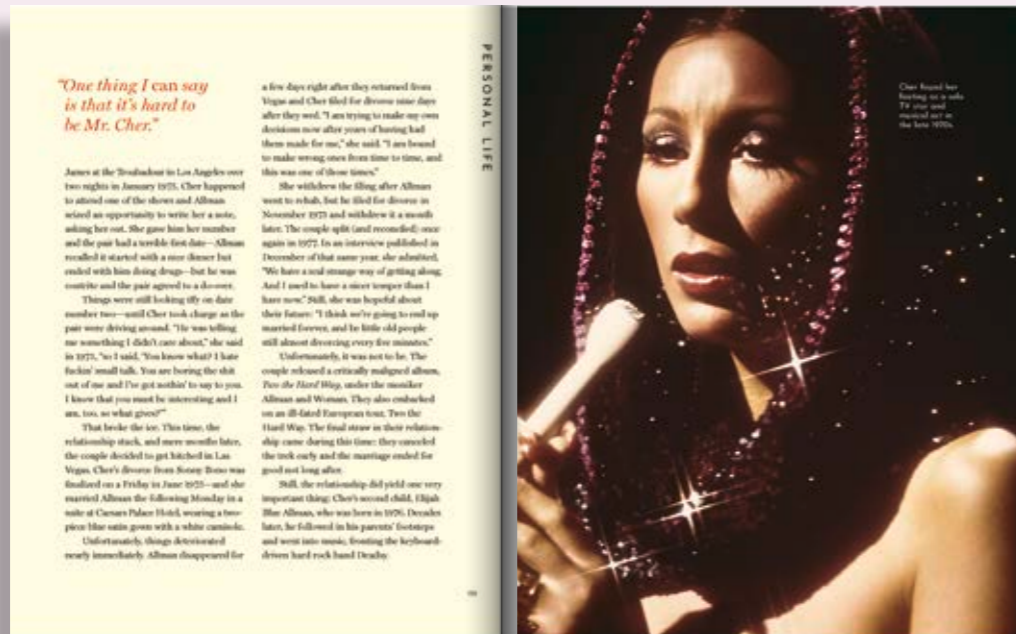 “One thing I can say
is that it’s hard to
be Mr. Cher.”
James at the Troubadour in Los Angeles over
two nights in January 1975. Cher happened
to attend one of the shows and Allman
seized an opportunity to write her a note,
asking her out. She gave him her number
and the pair had a terrible first date—Allman
recalled it started with a nice dinner but
ended with him doing drugs—but he was
contrite and the pair agreed to a do-over.
Things were still looking iffy on date
number two—until Cher took charge as the
pair were driving around. “He was telling
me something I didn’t care about,” she said
in 1975, “so I said, ‘You know what? I hate
fuckin’ small talk. You are boring the shit
out of me and I’ve got nothin’ to say to you.
I know that you must be interesting and I
am, too, so what gives?’”
That broke the ice. This time, the
relationship stuck, and mere months later,
the couple decided to get hitched in Las
Vegas. Cher’s divorce from Sonny Bono was
finalized on a Friday in June 1975—and she
married Allman the following Monday in a
suite at Caesars Palace Hotel, wearing a two-
piece blue satin gown with a white camisole.
Unfortunately, things deteriorated
nearly immediately. Allman disappeared for
a few days right after they returned from
Vegas and Cher filed for divorce nine days
after they wed. “I am trying to make my own
decisions now after years of having had
them made for me,” she said. “I am bound
to make wrong ones from time to time, and
this was one of those times.”
She withdrew the filing after Allman
went to rehab, but he filed for divorce in
November 1975 and withdrew it a month
later. The couple split (and reconciled) once
again in 1977. In an interview published in
December of that same year, she admitted,
“We have a real strange way of getting along.
And I used to have a nicer temper than I
have now.” Still, she was hopeful about
their future: “I think we’re going to end up
married forever, and be little old people
still almost divorcing every five minutes.”
Unfortunately, it was not to be. The
couple released a critically maligned album,
Two the Hard Way, under the moniker
Allman and Woman. They also embarked
on an ill-fated European tour, Two the
Hard Way. The final straw in their relation-
ship came during this time: they canceled
the trek early and the marriage ended for
good not long after.
Still, the relationship did yield one very
important thing: Cher’s second child, Elijah
Blue Allman, who was born in 1976. Decades
later, he followed in his parents’ footsteps
and went into music, fronting the keyboard-
driven hard rock band Deadsy.
PERSONAL LIFE
Cher found her
footing as a solo
TV star and
musical act in
the late 1970s.